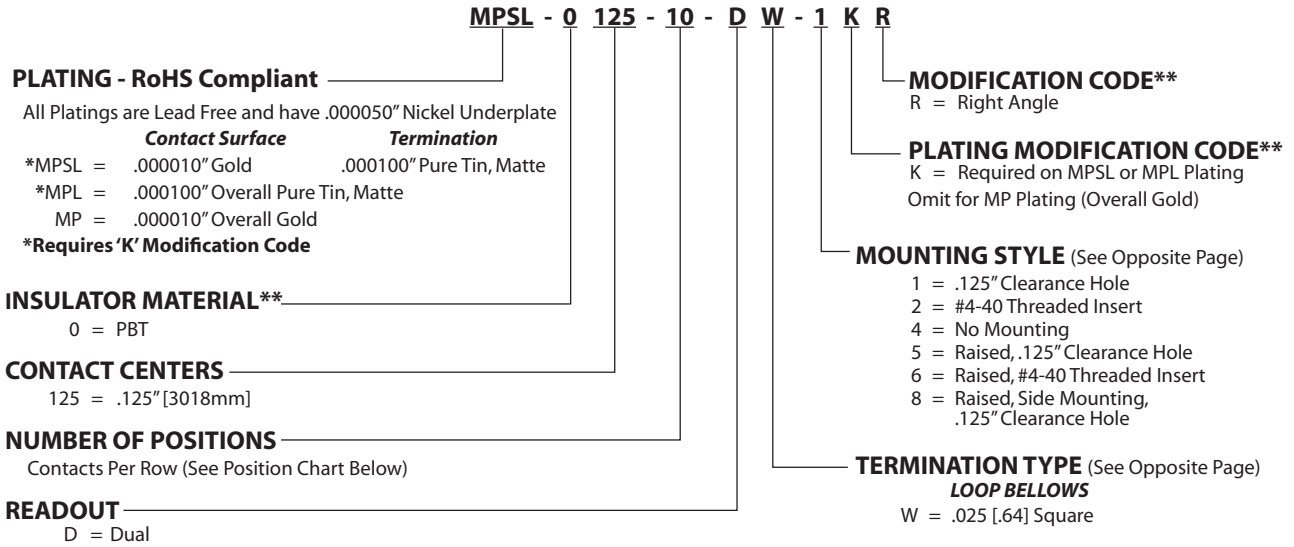 MPSL - 0 125 - 10 - D W - 1 K R
PLATING - RoHS Compliant
All Platings are Lead Free and have .000050" Nickel Underplate
Contact Surface Termination
*MPSL = .000010" Gold .000100" Pure Tin, Matte
*MPL = .000100" Overall Pure Tin, Matte
MP = .000010" Overall Gold
*Requires 'K' Modification Code
INSULATOR MATERIAL**
0 = PBT
CONTACT CENTERS
125 = .125" [3018mm]
NUMBER OF POSITIONS
Contacts Per Row (See Position Chart Below)
READOUT
D = Dual
MODIFICATION CODE**
R = Right Angle
PLATING MODIFICATION CODE**
K = Required on MPSL or MPL Plating
Omit for MP Plating (Overall Gold)
MOUNTING STYLE (See Opposite Page)
1 = .125" Clearance Hole
2 = #4-40 Threaded Insert
4 = No Mounting
5 = Raised, .125" Clearance Hole
6 = Raised, #4-40 Threaded Insert
8 = Raised, Side Mounting,
.125" Clearance Hole
TERMINATION TYPE (See Opposite Page)
LOOP BELLOWS
W = .025 [.64] Square